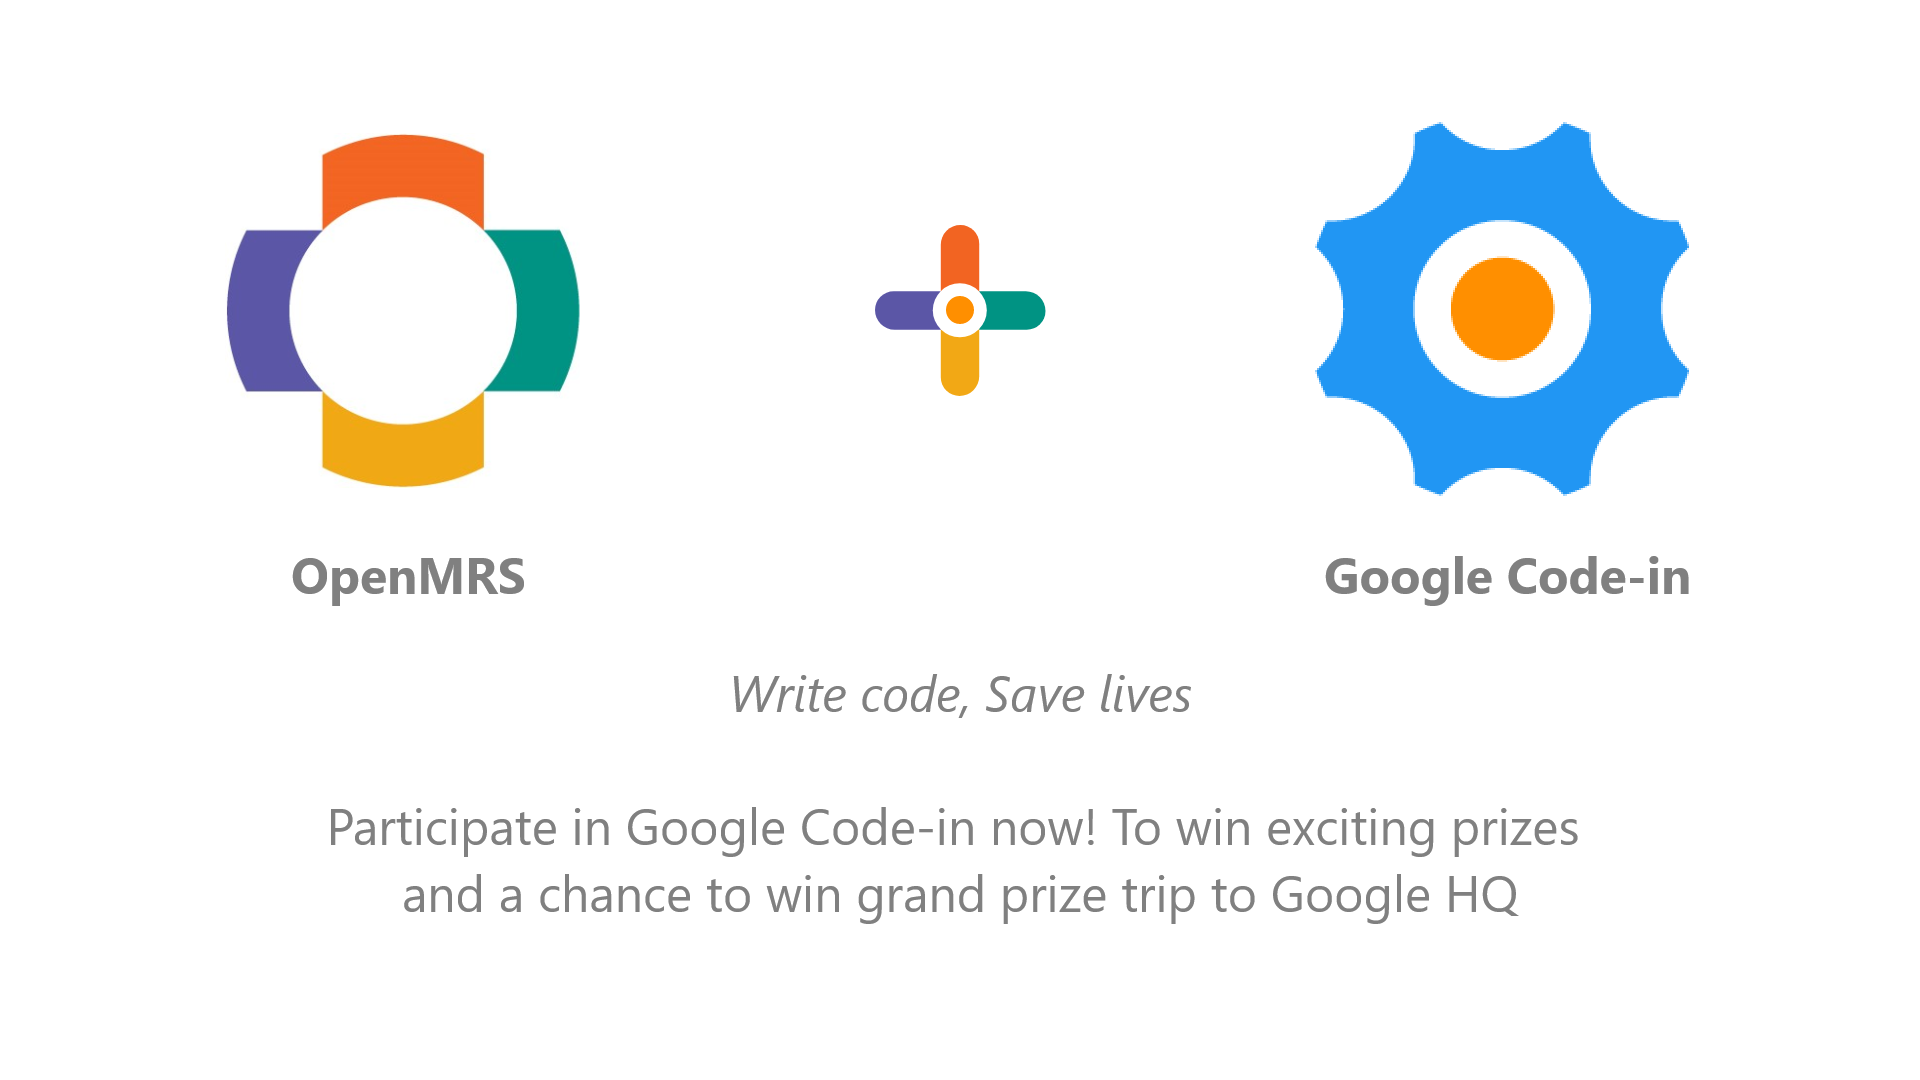 OpenMRS
Google Code-in
Write code, Save lives
Participate in Google Code-in now! To win exciting prizes
and a chance to win grand prize trip to Google HQ